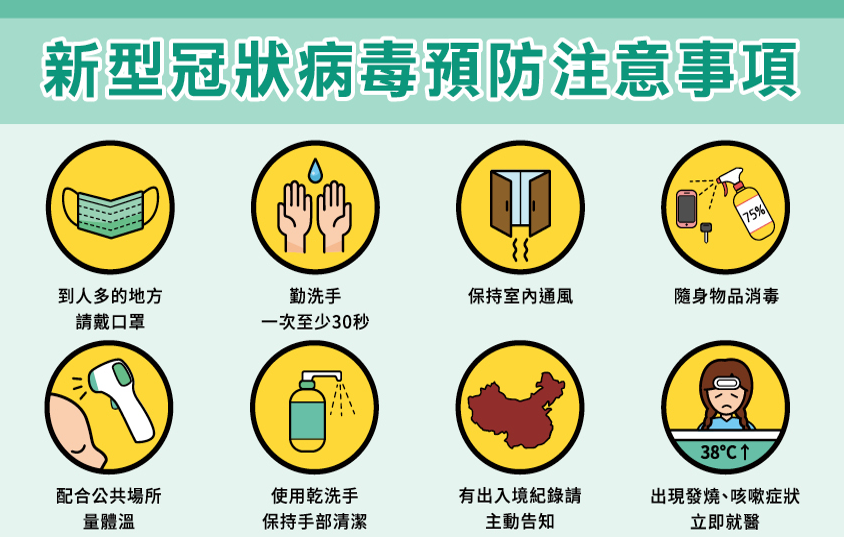 新型冠狀病毒預防注意事項
到人多的地方
請戴口罩
勤洗手
一次至少30秒
保持室內通風
75%
隨身物品消毒
配合公共場所
量體溫
使用乾洗手
保持手部清潔
有出入境紀錄請
主動告知
38°C↑
出現發燒、咳嗽症狀
立即就醫